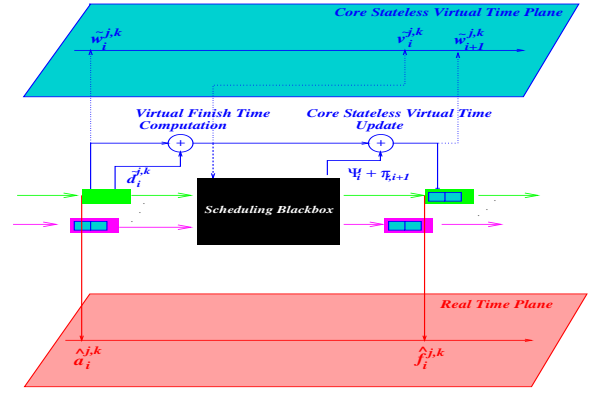 Core Stateless Virtual Time Plane
w̃_i^{j,k} ṽ_i^{j,k} w̃_{i+1}^{j,k}
Virtual Finish Time Computation
Core Stateless Virtual Time Update
+ +
d̃_i^{j,k}
Ψ_i + π_{i,i+1}
Scheduling Blackbox
Real Time Plane
â_i^{j,k} f̂_i^{j,k}